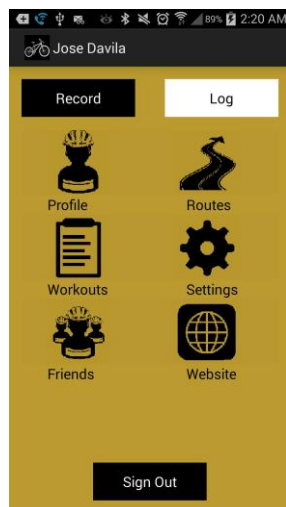 89% 2:20 AM
Jose Davila
Record Log
Profile Routes
Workouts Settings
Friends Website
Sign Out